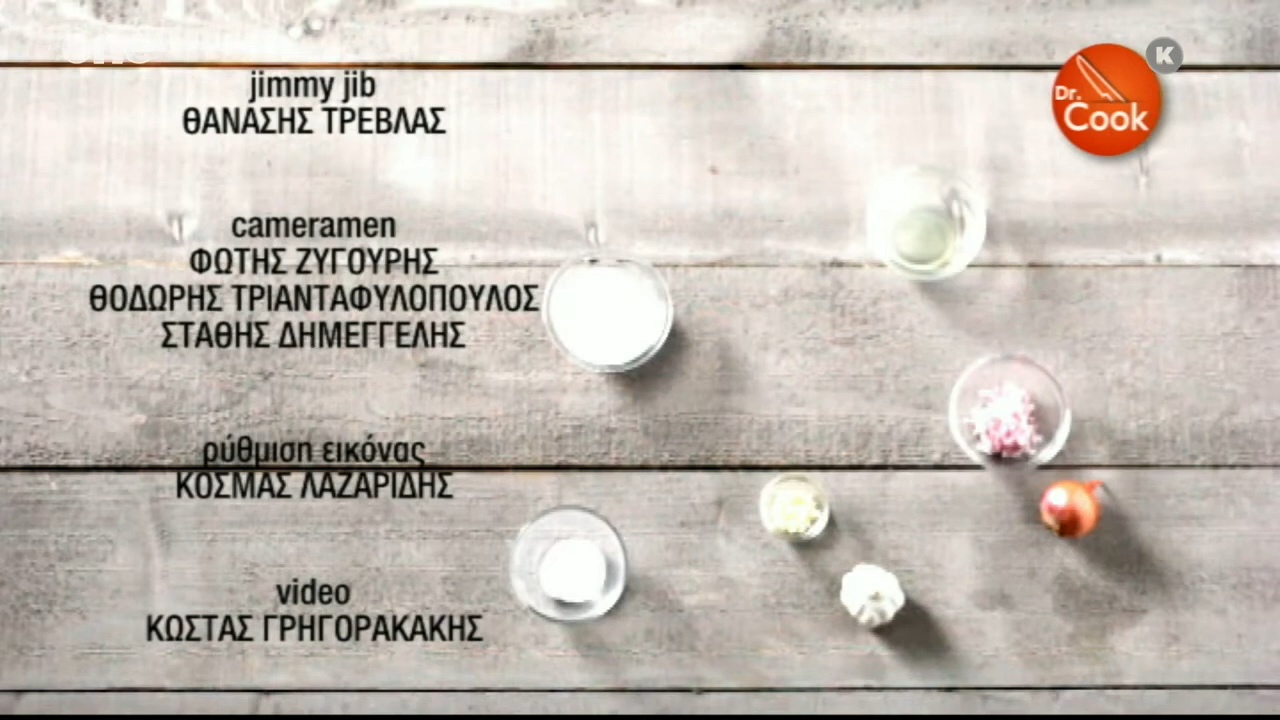 one
jimmy jib
ΘΑΝΑΣΗΣ ΤΡΕΒΛΑΣ
Dr.
Cook
K
cameramen
ΦΩΤΗΣ ΖΥΓΟΥΡΗΣ
ΘΟΔΩΡΗΣ ΤΡΙΑΝΤΑΦΥΛΟΠΟΥΛΟΣ
ΣΤΑΘΗΣ ΔΗΜΕΓΓΕΛΗΣ
ρύθμιση εικόνας
ΚΟΣΜΑΣ ΛΑΖΑΡΙΔΗΣ
video
ΚΩΣΤΑΣ ΓΡΗΓΟΡΑΚΑΚΗΣ